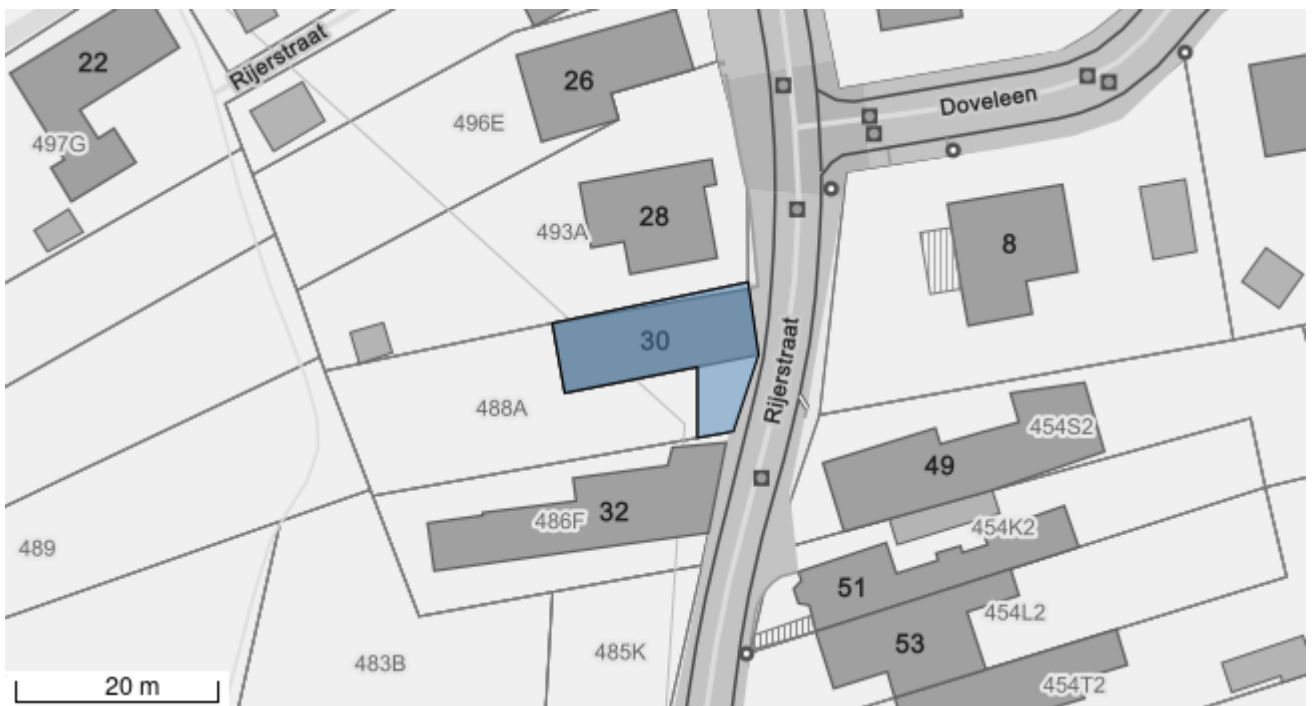 22
Rijerstraat
26
Doveleen
496E
497G
28
493A
8
30
Rijerstraat
488A
454S2
49
32
486F
454K2
489
51
454L2
53
483B
485K
454T2
20 m